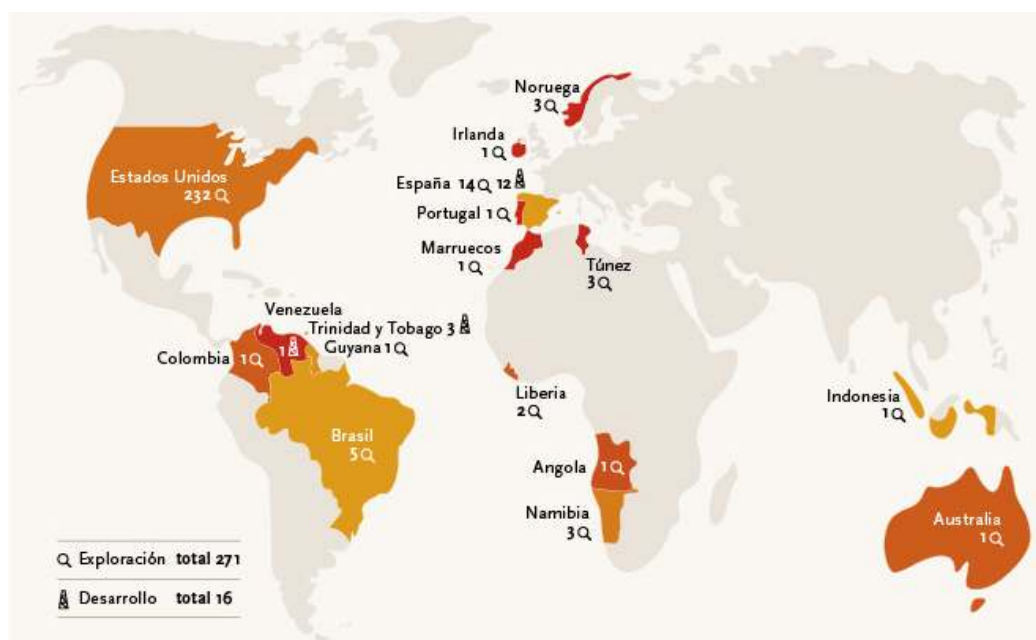 Noruega
3
Irlanda
1
Estados Unidos
232
España 14 12
Portugal 1
Marruecos
1
Túnez
3
Venezuela
1
Trinidad y Tobago 3
Guyana 1
Colombia 1
Liberia
2
Indonesia
1
Brasil
5
Angola 1
Namibia
3
Australia
1
Exploración total 271
Desarrollo total 16